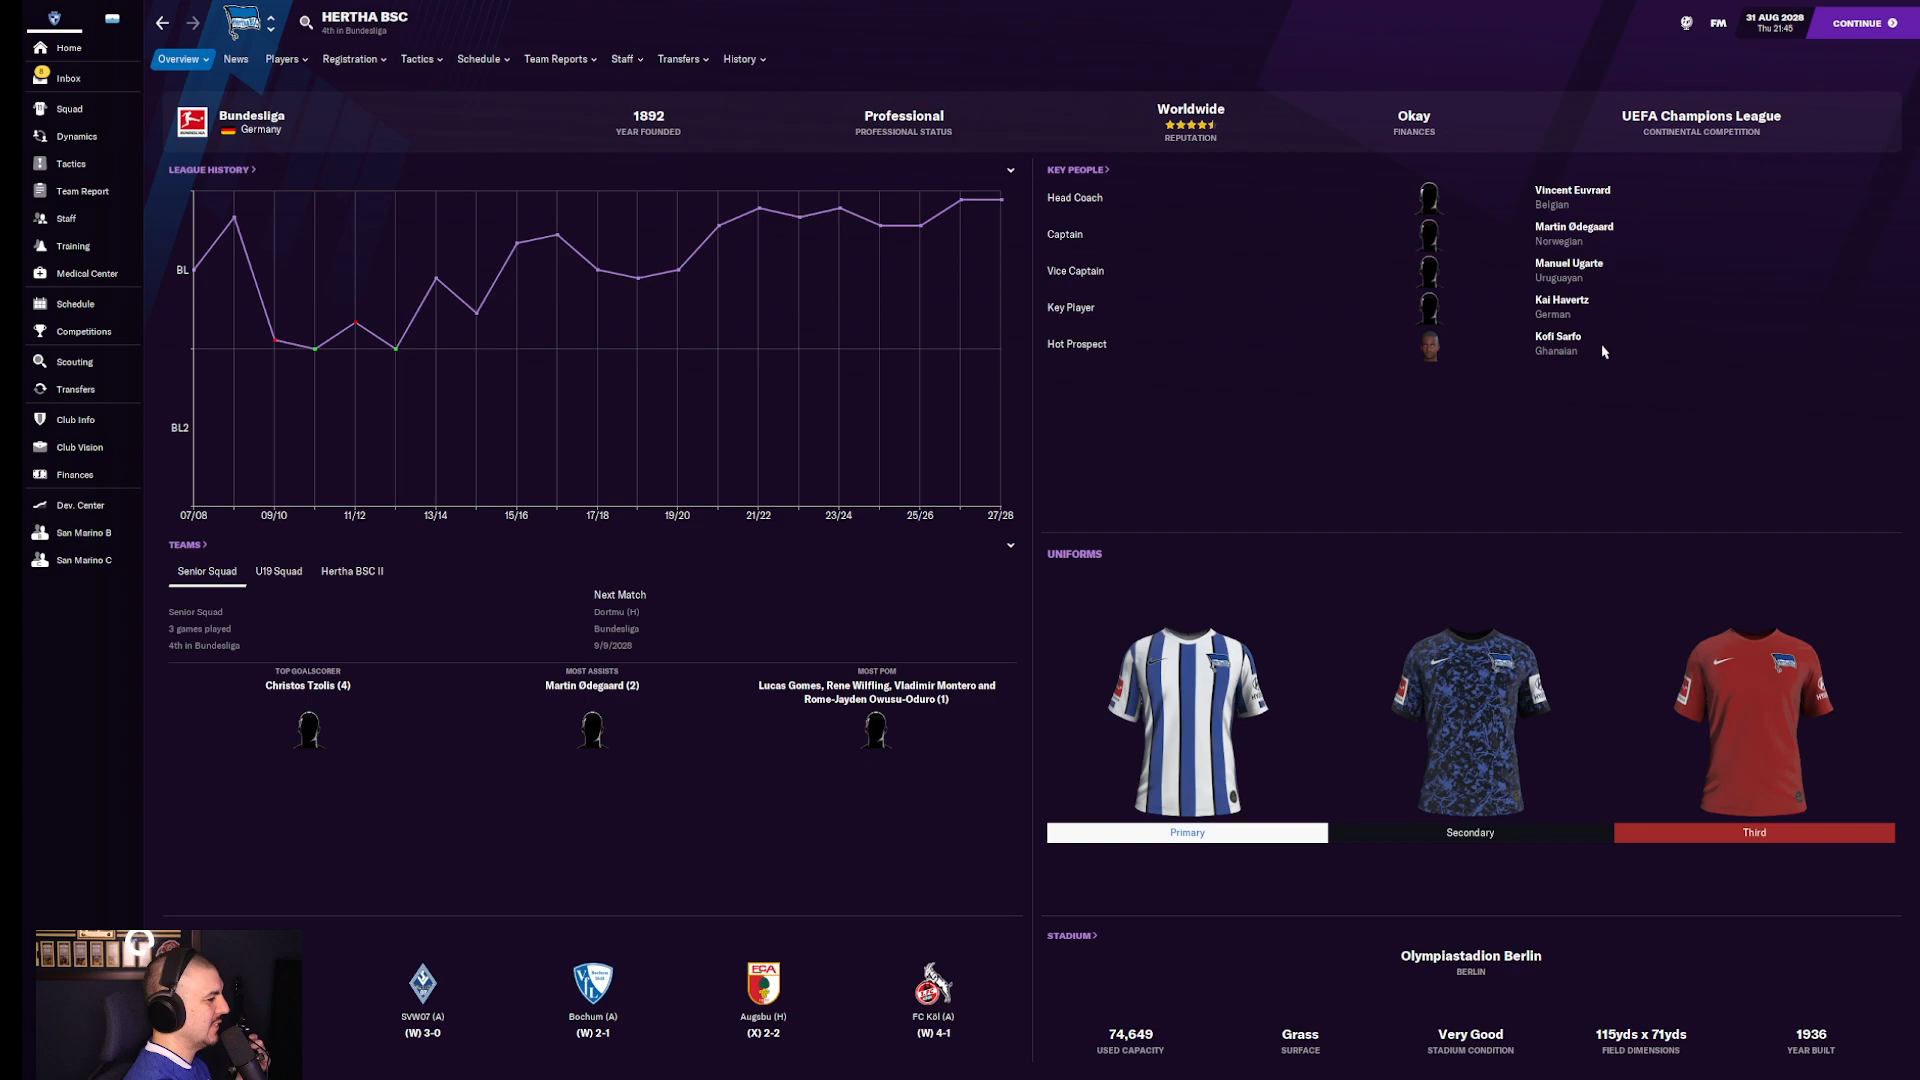 HERTHA BSC
4th in Bundesliga
FM
31 AUG 2028
Thu 21:45
CONTINUE
Home
Inbox
8
Squad
Dynamics
Tactics
Team Report
Staff
Training
Medical Center
Schedule
Competitions
Scouting
Transfers
Club Info
Club Vision
Finances
Dev. Center
San Marino B
San Marino C
Overview
News
Players
Registration
Tactics
Schedule
Team Reports
Staff
Transfers
History
Bundesliga
Germany
1892
YEAR FOUNDED
Professional
PROFESSIONAL STATUS
Worldwide
REPUTATION
Okay
FINANCES
UEFA Champions League
CONTINENTAL COMPETITION
LEAGUE HISTORY
BL
BL2
07/08
09/10
11/12
13/14
15/16
17/18
19/20
21/22
23/24
25/26
27/28
KEY PEOPLE
Head Coach
Vincent Euvrard
Belgian
Captain
Martin Ødegaard
Norwegian
Vice Captain
Manuel Ugarte
Uruguayan
Key Player
Kai Havertz
German
Hot Prospect
Kofi Sarfo
Ghanaian
TEAMS
Senior Squad
U19 Squad
Hertha BSC II
Senior Squad
3 games played
4th in Bundesliga
Next Match
Dortmu (H)
Bundesliga
9/9/2028
TOP GOALSCORER
Christos Tzolis (4)
MOST ASSISTS
Martin Ødegaard (2)
MOST POM
Lucas Gomes, Rene Wilfling, Vladimir Montero and
Rome-Jayden Owusu-Oduro (1)
UNIFORMS
Primary
Secondary
Third
SVW07 (A)
(W) 3-0
Bochum (A)
(W) 2-1
FCA
Augsbu (H)
(X) 2-2
FC Köl (A)
(W) 4-1
STADIUM
Olympiastadion Berlin
BERLIN
74,649
USED CAPACITY
Grass
SURFACE
Very Good
STADIUM CONDITION
115yds x 71yds
FIELD DIMENSIONS
1936
YEAR BUILT